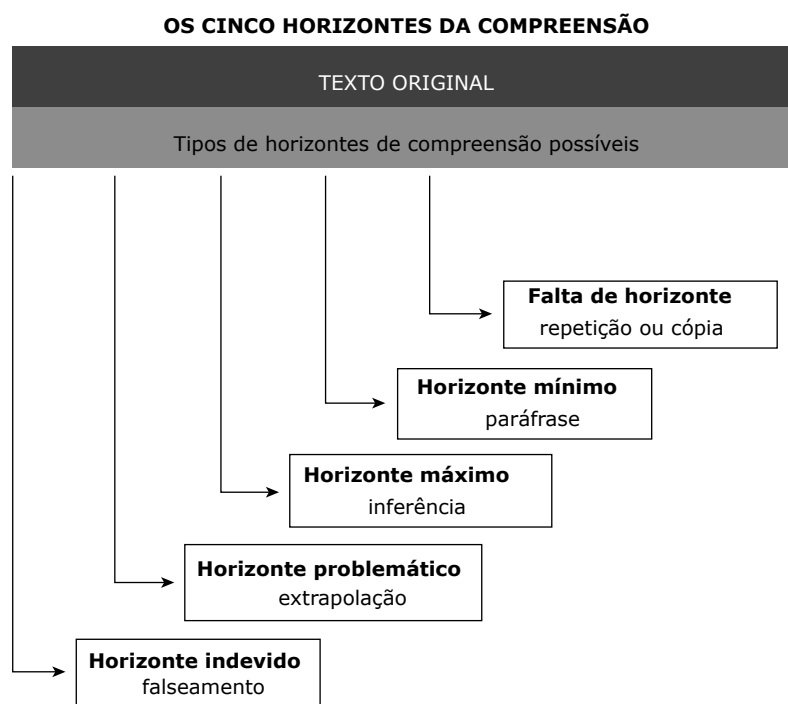 OS CINCO HORIZONTES DA COMPREENSÃO
TEXTO ORIGINAL
Tipos de horizontes de compreensão possíveis
Falta de horizonte
repetição ou cópia
Horizonte mínimo
paráfrase
Horizonte máximo
inferência
Horizonte problemático
extrapolação
Horizonte indevido
falseamento